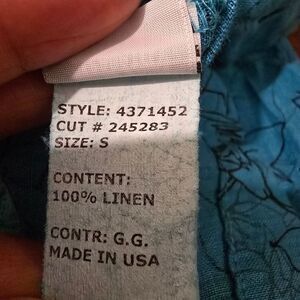 STYLE: 4371452
CUT # 245283
SIZE: S
CONTENT:
100% LINEN
CONTR: G.G.
MADE IN USA